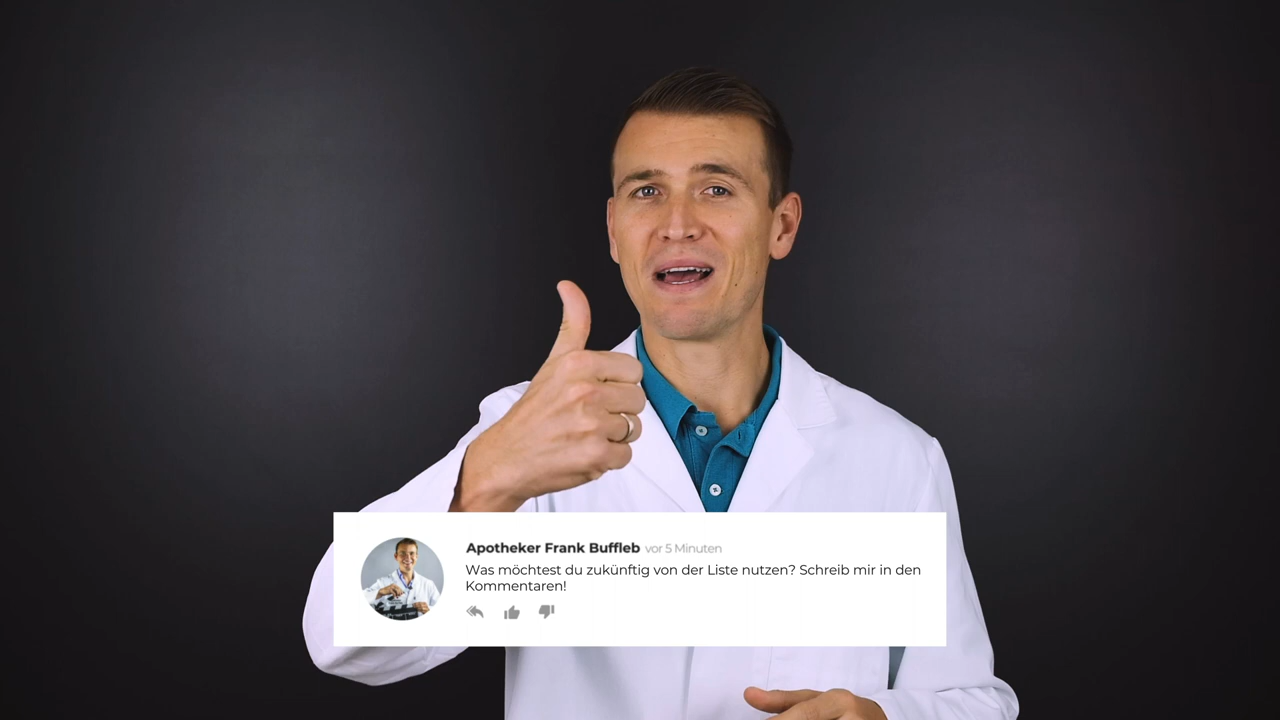 Apotheker Frank Buffleb vor 5 Minuten
Was möchtest du zukünftig von der Liste nutzen? Schreib mir in den
Kommentaren!